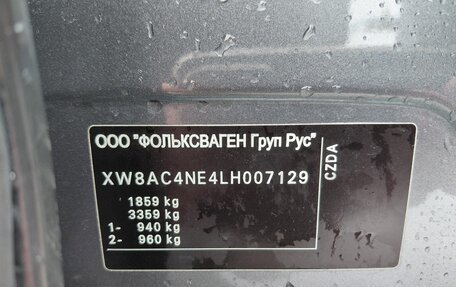 ООО "ФОЛЬКСВАГЕН Груп Рус"
XW8AC4NE4LH007129
1859 kg
3359 kg
1- 940 kg
2- 960 kg
CZDA